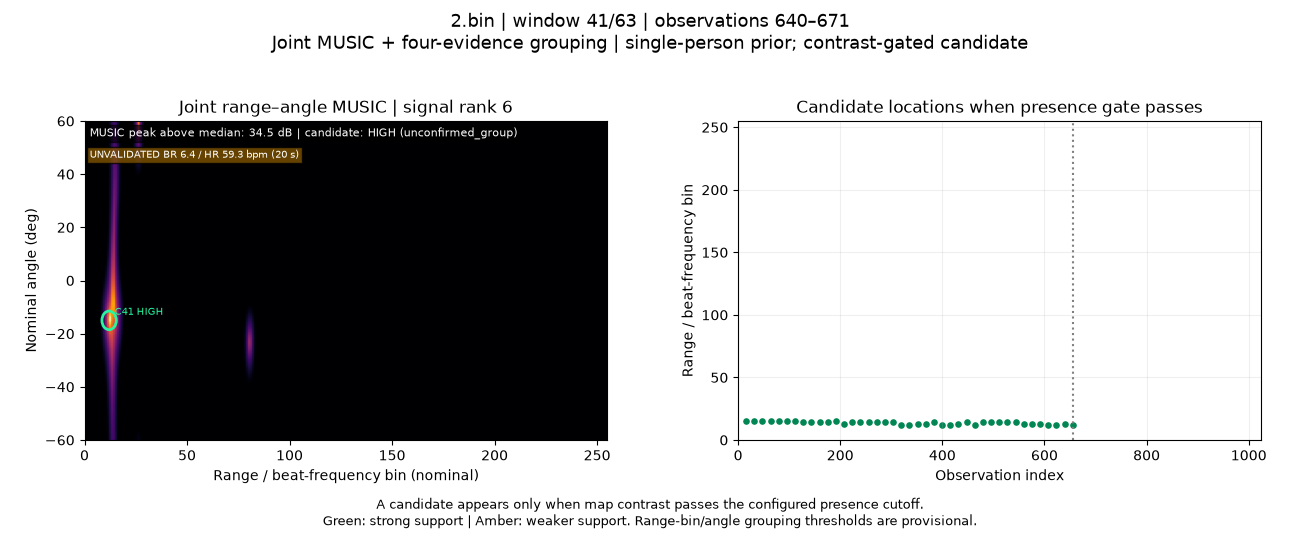 2.bin | window 41/63 | observations 640–671
Joint MUSIC + four-evidence grouping | single-person prior; contrast-gated candidate
Joint range–angle MUSIC | signal rank 6
MUSIC peak above median: 34.5 dB | candidate: HIGH (unconfirmed_group)
UNVALIDATED BR 6.4 / HR 59.3 bpm (20 s)
C41 HIGH
60
40
20
0
−20
−40
−60
Nominal angle (deg)
0 50 100 150 200 250
Range / beat-frequency bin (nominal)
Candidate locations when presence gate passes
250
200
150
100
50
0
Range / beat-frequency bin
0 200 400 600 800 1000
Observation index
A candidate appears only when map contrast passes the configured presence cutoff.
Green: strong support | Amber: weaker support. Range-bin/angle grouping thresholds are provisional.